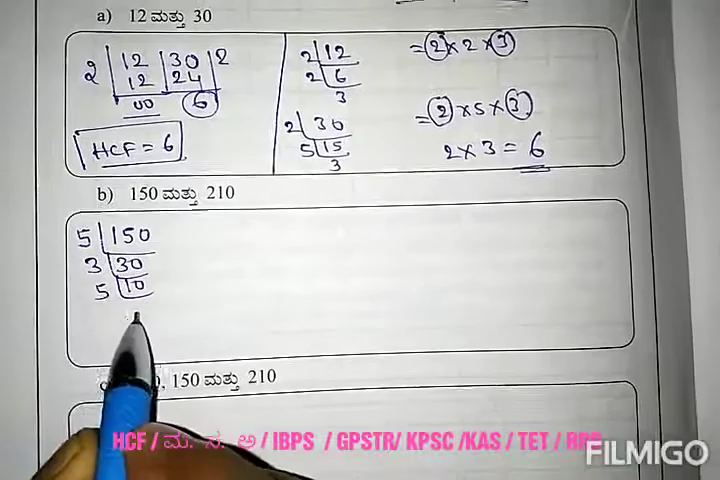 a) 12 ಮತ್ತು 30
2 | 12 | 30 | 2
12 | 24
00 | 6
HCF = 6
2 | 12
2 | 6
3
2 | 30
5 | 15
3
= 2 × 2 × 3
= 2 × 5 × 3
2 × 3 = 6
b) 150 ಮತ್ತು 210
5 | 150
3 | 30
5 | 10
, 150 ಮತ್ತು 210
HCF / ಮ. ಸ. ಅ / IBPS / GPSTR/ KPSC /KAS / TET / RRB
FILMIGO